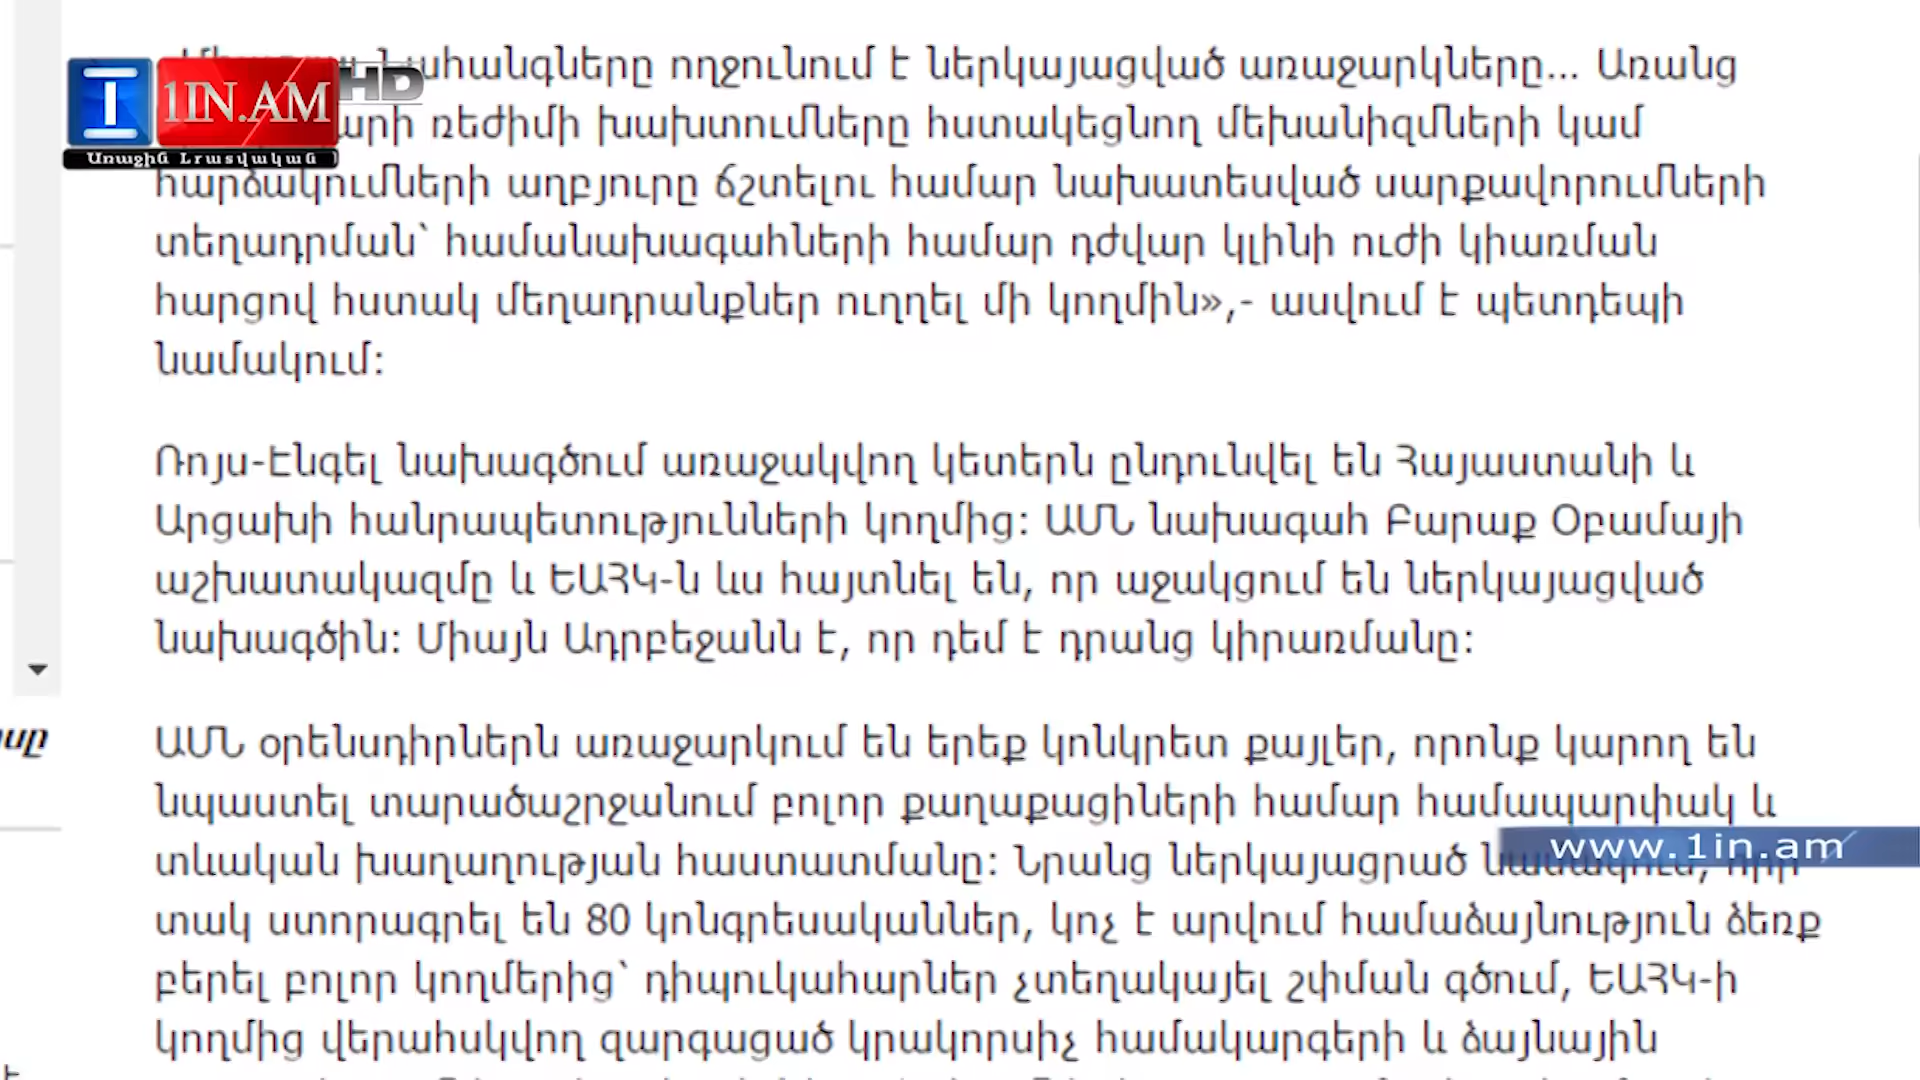 ողջունում է ներկայացված առաջարկները... Առանց
1IN.AM HD
ռեժիմի խախտումները հստակեցնող մեխանիզմների կամ
Առաջին Լրատվական
հարձակումների աղբյուրը ճշտելու համար նախատեսված սարքավորումների
տեղադրման՝ համանախագահների համար դժվար կլինի ուժի կիառման
հարցով հստակ մեղադրանքներ ուղղել մի կողմին»,- ասվում է պետդեպի
նամակում:
Ռոյս-Էնգել նախագծում առաջակվող կետերն ընդունվել են Հայաստանի և
Արցախի հանրապետությունների կողմից: ԱՄՆ նախագահ Բարաք Օբամայի
աշխատակազմը և ԵԱՀԿ-ն ևս հայտնել են, որ աջակցում են ներկայացված
նախագծին: Միայն Ադրբեջանն է, որ դեմ է դրանց կիրառմանը:
ԱՄՆ օրենսդիրներն առաջարկում են երեք կոնկրետ քայլեր, որոնք կարող են
նպաստել տարածաշրջանում բոլոր քաղաքացիների համար համապարփակ և
www.1in.am
տևական խաղաղության հաստատմանը: Նրանց ներկայացրած
տակ ստորագրել են 80 կոնգրեսականներ, կոչ է արվում համաձայնություն ձեռք
բերել բոլոր կողմերից՝ դիպուկահարներ չտեղակայել շփման գծում, ԵԱՀԿ-ի
կողմից վերահսկվող զարգացած կրակորսիչ համակարգերի և ձայնային